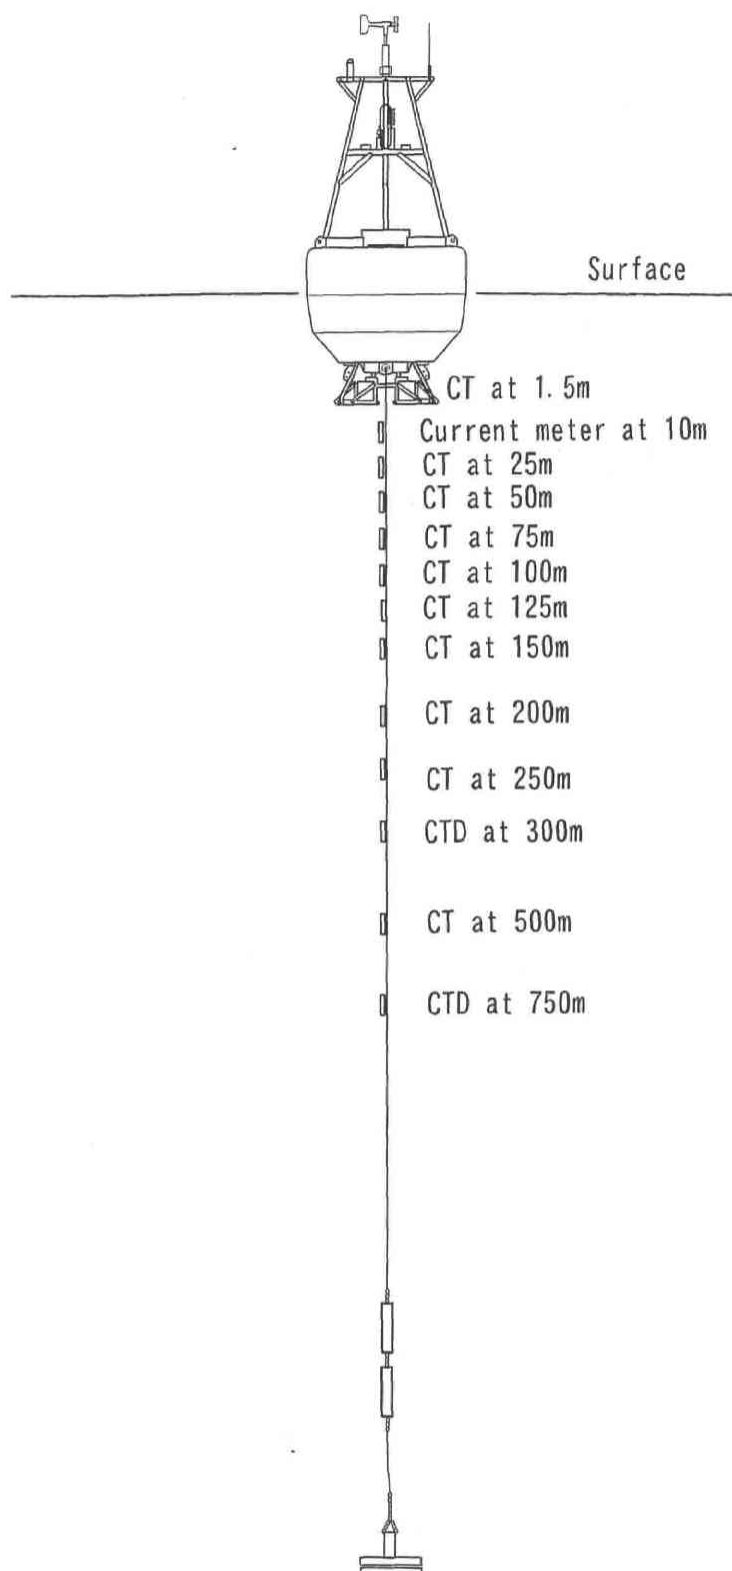 Surface
CT at 1.5m
Current meter at 10m
CT at 25m
CT at 50m
CT at 75m
CT at 100m
CT at 125m
CT at 150m
CT at 200m
CT at 250m
CTD at 300m
CT at 500m
CTD at 750m